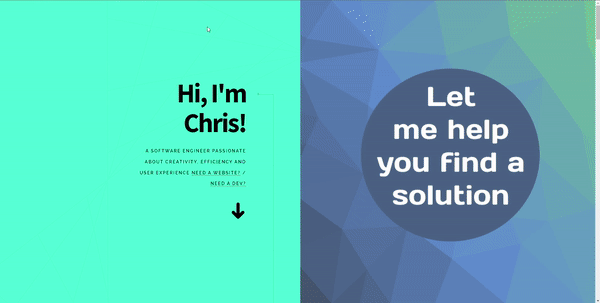 Hi, I'm
Chris!
A SOFTWARE ENGINEER PASSIONATE
ABOUT CREATIVITY, EFFICIENCY AND
USER EXPERIENCE NEED A WEBSITE? /
NEED A DEV?
Let
me help
you find a
solution